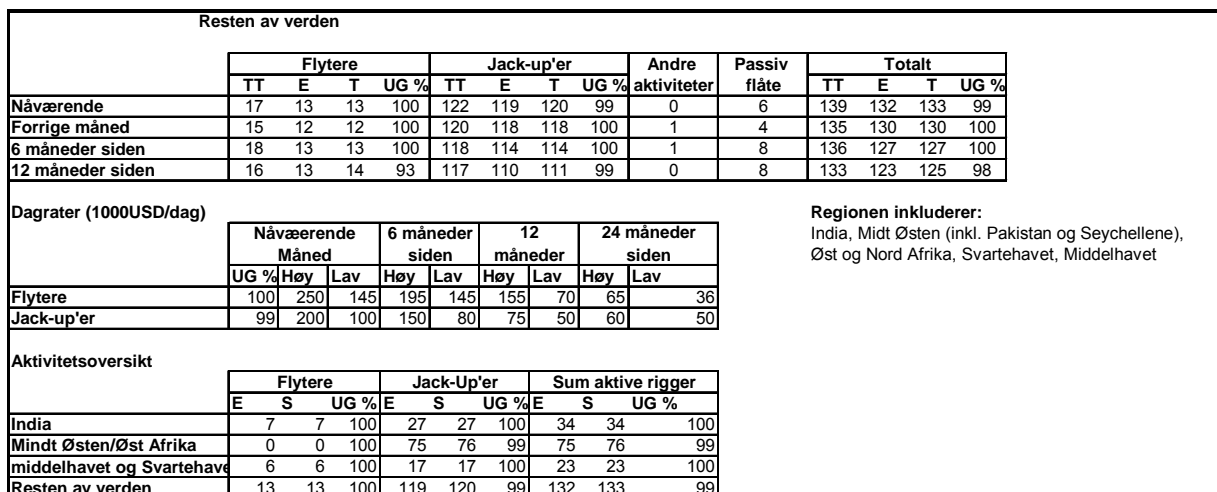 Resten av verden
Flytere Jack-up'er Andre Passiv Totalt
TT E T UG % TT E T UG % aktiviteter flåte TT E T UG %
Nåværende 17 13 13 100 122 119 120 99 0 6 139 132 133 99
Forrige måned 15 12 12 100 120 118 118 100 1 4 135 130 130 100
6 måneder siden 18 13 13 100 118 114 114 100 1 8 136 127 127 100
12 måneder siden 16 13 14 93 117 110 111 99 0 8 133 123 125 98
Dagrater (1000USD/dag) Regionen inkluderer:
Nåvæerende 6 måneder 12 24 måneder India, Midt Østen (inkl. Pakistan og Seychellene),
Måned siden måneder siden Øst og Nord Afrika, Svartehavet, Middelhavet
UG % Høy Lav Høy Lav Høy Lav Høy Lav
Flytere 100 250 145 195 145 155 70 65 36
Jack-up'er 99 200 100 150 80 75 50 60 50
Aktivitetsoversikt
Flytere Jack-Up'er Sum aktive rigger
E S UG % E S UG % E S UG %
India 7 7 100 27 27 100 34 34 100
Mindt Østen/Øst Afrika 0 0 100 75 76 99 75 76 99
middelhavet og Svartehave 6 6 100 17 17 100 23 23 100
Resten av verden 13 13 100 119 120 99 132 133 99